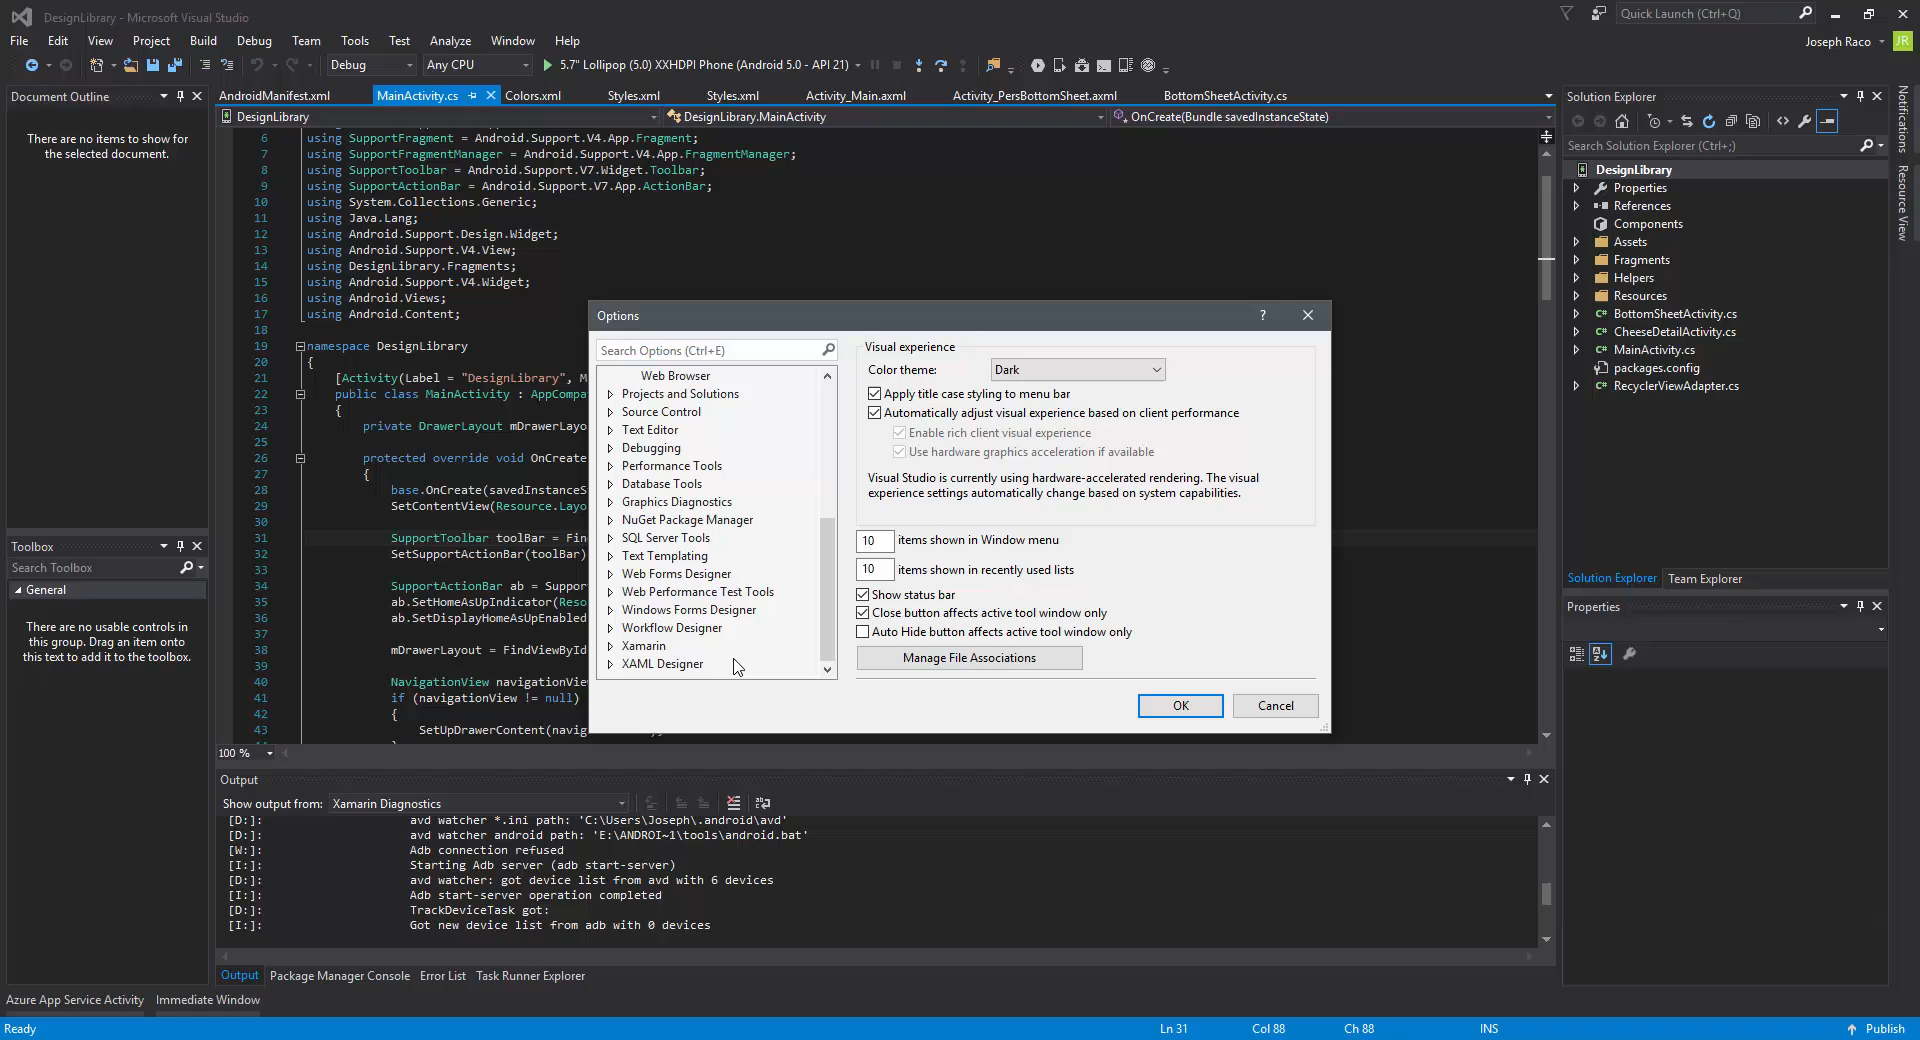 DesignLibrary - Microsoft Visual Studio
Quick Launch (Ctrl+Q)
File Edit View Project Build Debug Team Tools Test Analyze Window Help
Joseph Raco JR
Debug Any CPU 5.7" Lollipop (5.0) XXHDPI Phone (Android 5.0 - API 21)
Document Outline
There are no items to show for
the selected document.
Toolbox
Search Toolbox
General
There are no usable controls in
this group. Drag an item onto
this text to add it to the toolbox.
AndroidManifest.xml MainActivity.cs Colors.xml Styles.xml Styles.xml Activity_Main.axml Activity_PersBottomSheet.axml BottomSheetActivity.cs
DesignLibrary DesignLibrary.MainActivity OnCreate(Bundle savedInstanceState)
6 using SupportFragment = Android.Support.V4.App.Fragment;
7 using SupportFragmentManager = Android.Support.V4.App.FragmentManager;
8 using SupportToolbar = Android.Support.V7.Widget.Toolbar;
9 using SupportActionBar = Android.Support.V7.App.ActionBar;
10 using System.Collections.Generic;
11 using Java.Lang;
12 using Android.Support.Design.Widget;
13 using Android.Support.V4.View;
14 using DesignLibrary.Fragments;
15 using Android.Support.V4.Widget;
16 using Android.Views;
17 using Android.Content;
18
19 namespace DesignLibrary
20 {
21 [Activity(Label = "DesignLibrary", M
22 public class MainActivity : AppCompa
23 {
24 private DrawerLayout mDrawerLayo
25
26 protected override void OnCreate
27 {
28 base.OnCreate(savedInstanceS
29 SetContentView(Resource.Layo
30
31 SupportToolbar toolBar = Fin
32 SetSupportActionBar(toolBar)
33
34 SupportActionBar ab = Suppor
35 ab.SetHomeAsUpIndicator(Reso
36 ab.SetDisplayHomeAsUpEnabled
37
38 mDrawerLayout = FindViewById
39
40 NavigationView navigationVie
41 if (navigationView != null)
42 {
43 SetUpDrawerContent(navig
100 %
Options
?
Search Options (Ctrl+E)
Web Browser
Projects and Solutions
Source Control
Text Editor
Debugging
Performance Tools
Database Tools
Graphics Diagnostics
NuGet Package Manager
SQL Server Tools
Text Templating
Web Forms Designer
Web Performance Test Tools
Windows Forms Designer
Workflow Designer
Xamarin
XAML Designer
Visual experience
Color theme: Dark
Apply title case styling to menu bar
Automatically adjust visual experience based on client performance
Enable rich client visual experience
Use hardware graphics acceleration if available
Visual Studio is currently using hardware-accelerated rendering. The visual
experience settings automatically change based on system capabilities.
10 items shown in Window menu
10 items shown in recently used lists
Show status bar
Close button affects active tool window only
Auto Hide button affects active tool window only
Manage File Associations
OK Cancel
Output
Show output from: Xamarin Diagnostics
[D:]: avd watcher *.ini path: 'C:\Users\Joseph\.android\avd'
[D:]: avd watcher android path: 'E:\ANDROI~1\tools\android.bat'
[W:]: Adb connection refused
[I:]: Starting Adb server (adb start-server)
[D:]: avd watcher: got device list from avd with 6 devices
[I:]: Adb start-server operation completed
[D:]: TrackDeviceTask got:
[I:]: Got new device list from adb with 0 devices
Output Package Manager Console Error List Task Runner Explorer
Solution Explorer
Search Solution Explorer (Ctrl+;)
DesignLibrary
Properties
References
Components
Assets
Fragments
Helpers
Resources
BottomSheetActivity.cs
CheeseDetailActivity.cs
MainActivity.cs
packages.config
RecyclerViewAdapter.cs
Solution Explorer Team Explorer
Properties
Notifications
Resource View
Azure App Service Activity Immediate Window
Ready Ln 31 Col 88 Ch 88 INS Publish